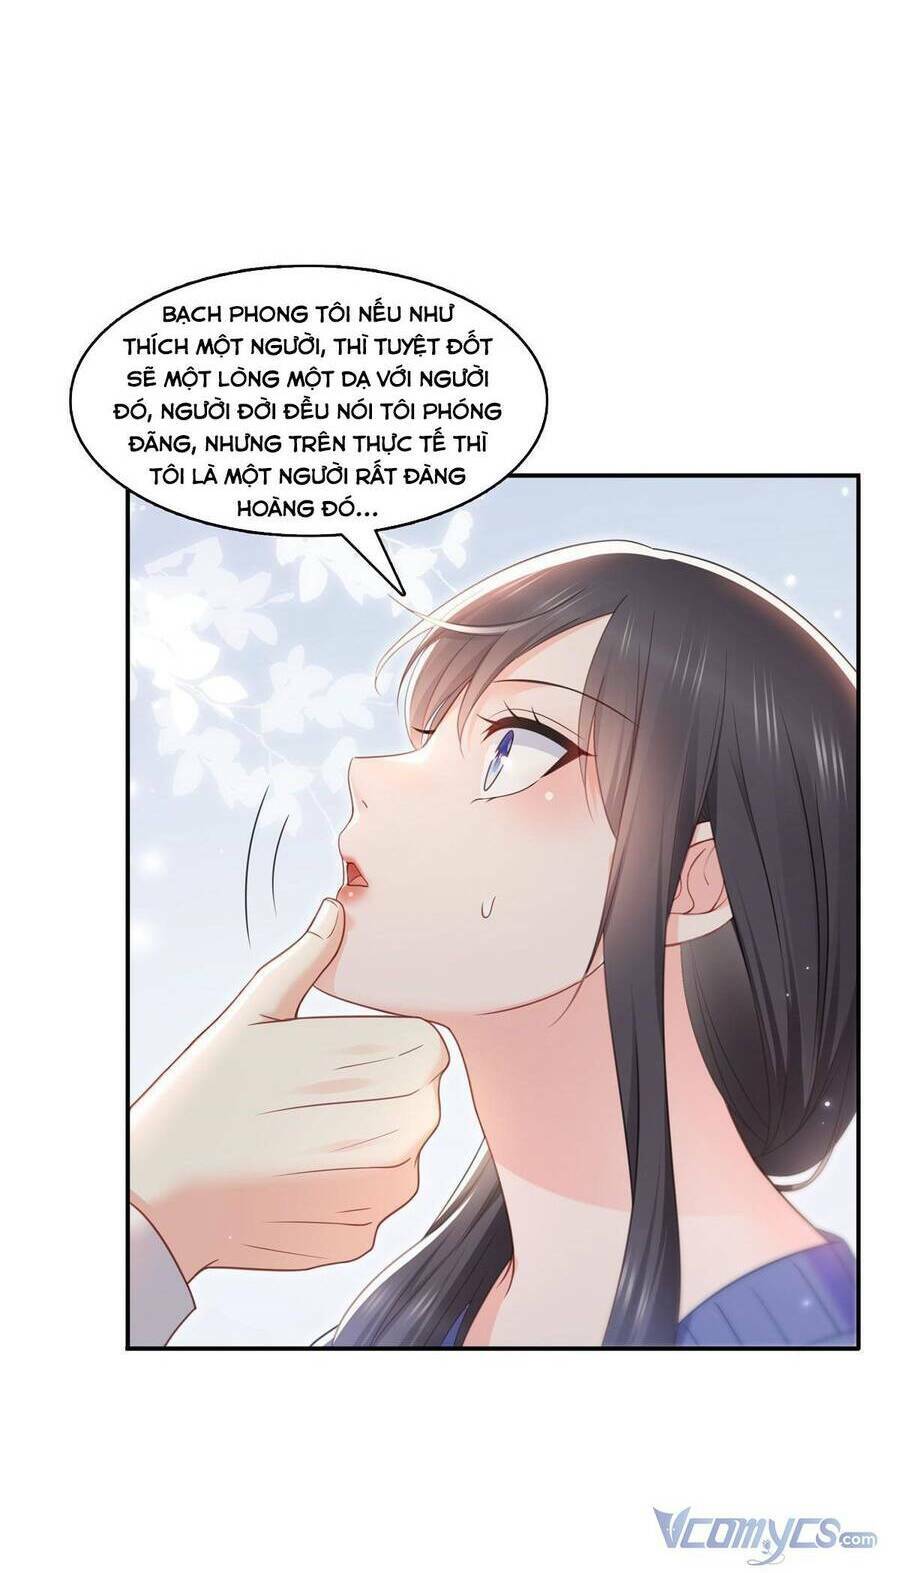 BẠCH PHONG TÔI NẾU NHƯ
THÍCH MỘT NGƯỜI, THÌ TUYỆT ĐỐT
SẼ MỘT LÒNG MỘT DẠ VỚI NGƯỜI
ĐÓ, NGƯỜI ĐỜI ĐỀU NÓI TÔI PHÓNG
ĐÃNG, NHƯNG TRÊN THỰC TẾ THÌ
TÔI LÀ MỘT NGƯỜI RẤT ĐÀNG
HOÀNG ĐÓ...
VCOMYCS.com